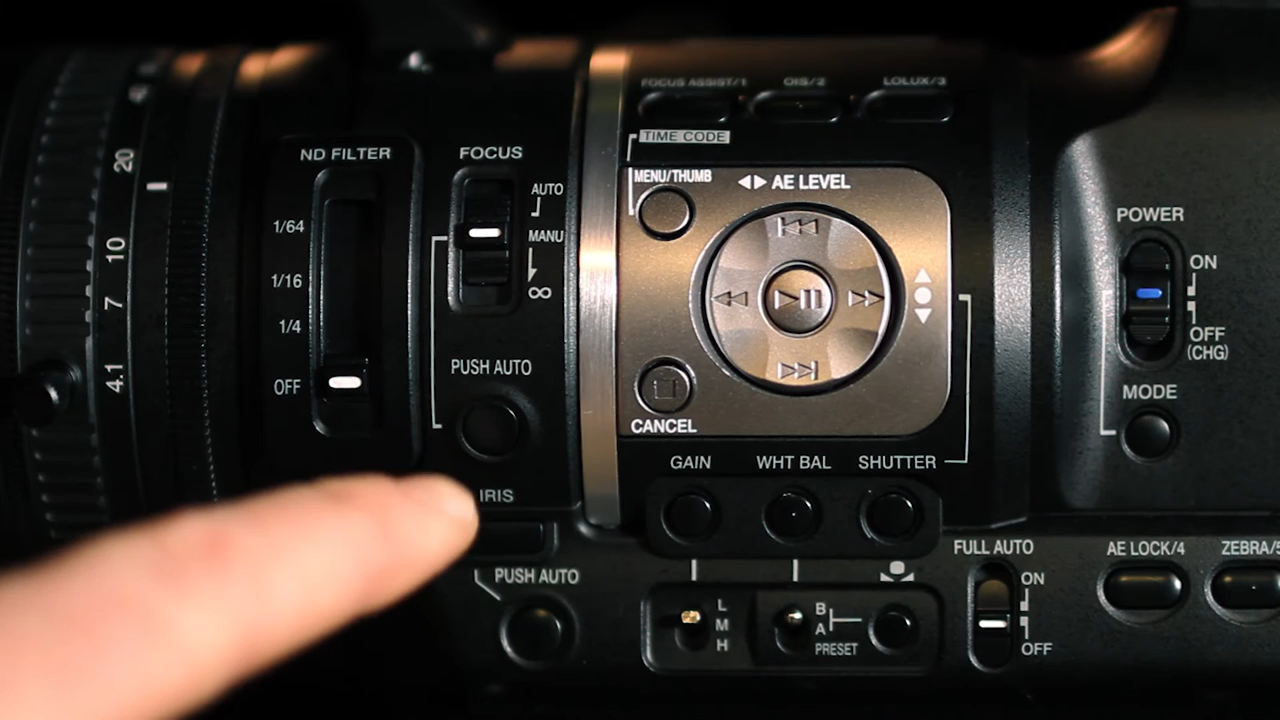 FOCUS ASSIST/1
OIS/2
LOLUX/3
TIME CODE
MENU/THUMB
AE LEVEL
CANCEL
ND FILTER
1/64
1/16
1/4
OFF
FOCUS
AUTO
MANU
∞
PUSH AUTO
IRIS
PUSH AUTO
20
10
7
4.1
GAIN
WHT BAL
SHUTTER
L
M
H
B
A
PRESET
POWER
ON
OFF
(CHG)
MODE
FULL AUTO
ON
OFF
AE LOCK/4
ZEBRA/5